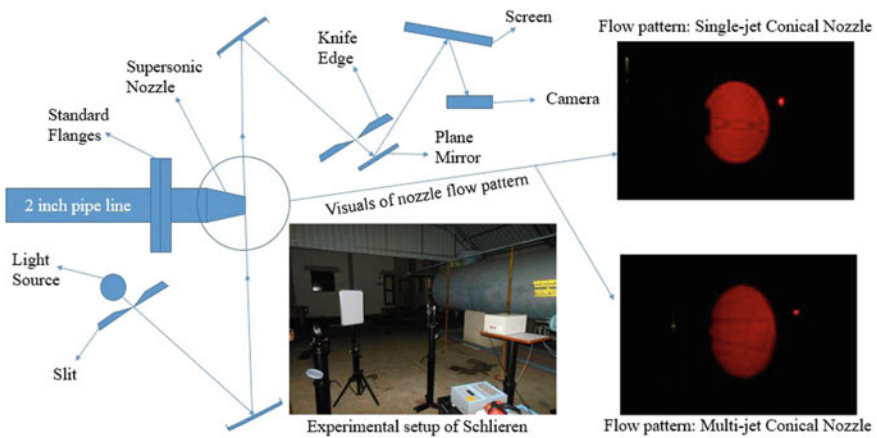 Screen
Flow pattern: Single-jet Conical Nozzle
Knife
Edge
Supersonic
Nozzle
Camera
Standard
Flanges
Plane
Mirror
2 inch pipe line
Visuals of nozzle flow pattern
Light
Source
Slit
Experimental setup of Schlieren
Flow pattern: Multi-jet Conical Nozzle